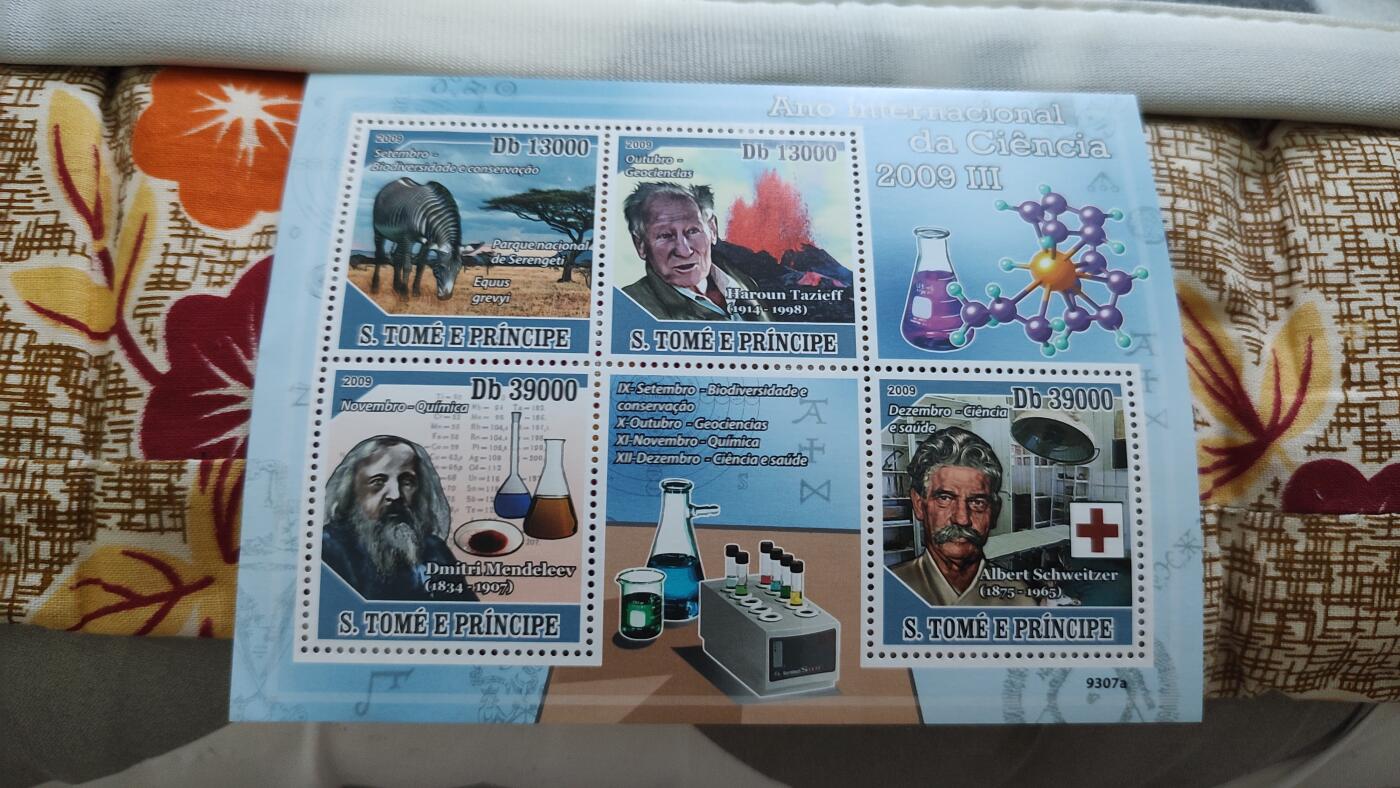 Ano Internacional
da Ciência
2009 III
2009
Db 13000
Setembro -
Biodiversidade e conservação
Parque nacional
de Serengeti
Equus
grevyi
S. TOMÉ E PRÍNCIPE
2009
Db 13000
Outubro -
Geociencias
Haroun Tazieff
(1914 - 1998)
S. TOMÉ E PRÍNCIPE
2009
Db 39000
Novembro - Química
Dmitri Mendeleev
(1834 - 1907)
S. TOMÉ E PRÍNCIPE
IX- Setembro - Biodiversidade e
conservação
X-Outubro - Geociencias
XI-Novembro - Química
XII-Dezembro - Ciência e saúde
2009
Db 39000
Dezembro - Ciência
e saúde
Albert Schweitzer
(1875 - 1965)
S. TOMÉ E PRÍNCIPE
9307a